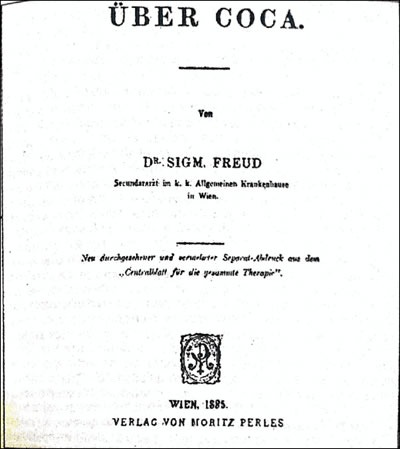 ÜBER COCA.
Von
DR. SIGM. FREUD
Secundararzt im k. k. Allgemeinen Krankenhause
in Wien.
Neu durchgesehener und vermehrter Separat-Abdruck aus dem
„Centralblatt für die gesammte Therapie".
WIEN, 1885.
VERLAG VON MORITZ PERLES